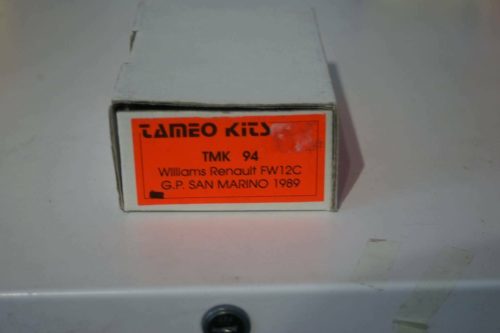 TAMEO KITS
TMK 94
Williams Renault FW12C
G.P. SAN MARINO 1989